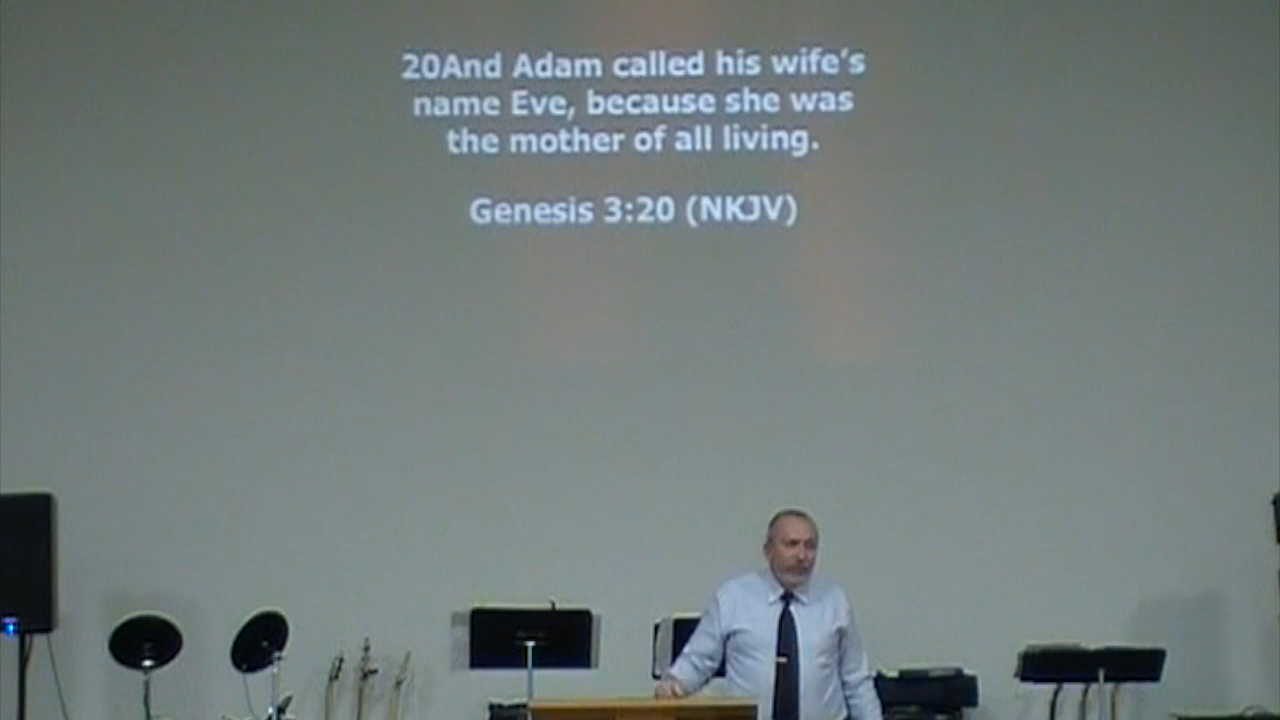 20And Adam called his wife's
name Eve, because she was
the mother of all living.
Genesis 3:20 (NKJV)